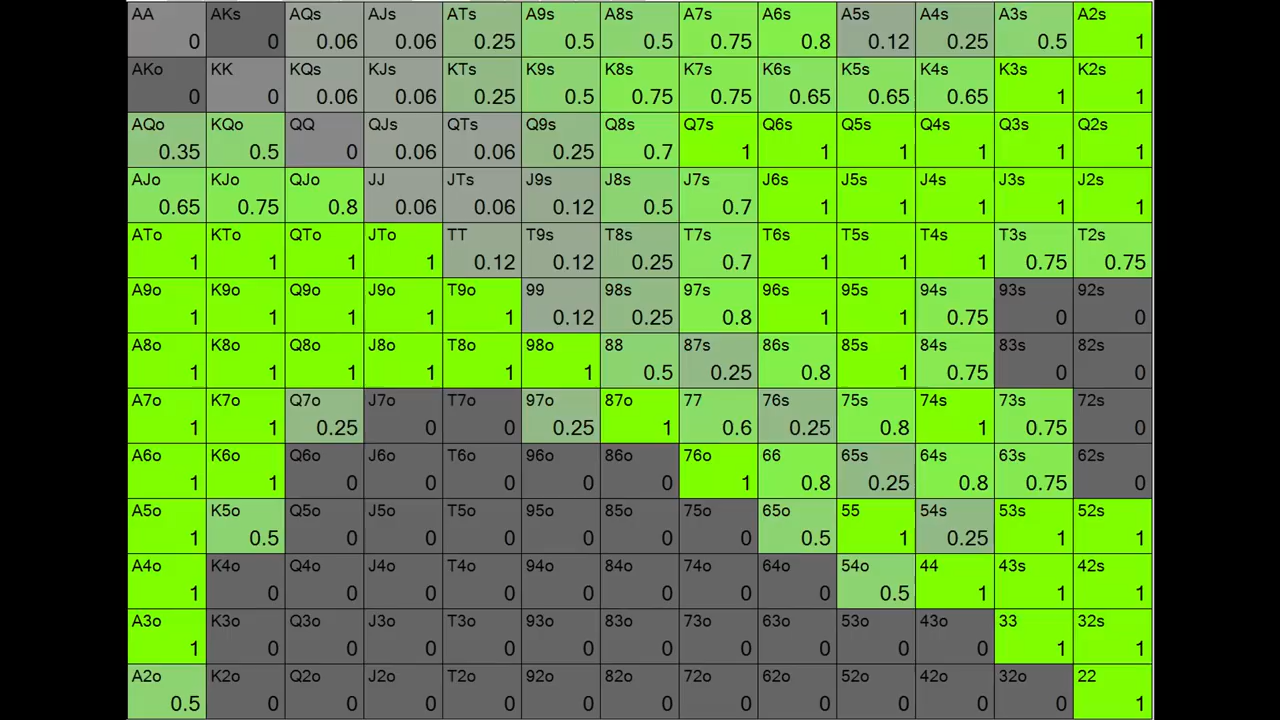 AA AKs AQs AJs ATs A9s A8s A7s A6s A5s A4s A3s A2s
0 0 0.06 0.06 0.25 0.5 0.5 0.75 0.8 0.12 0.25 0.5 1
AKo KK KQs KJs KTs K9s K8s K7s K6s K5s K4s K3s K2s
0 0 0.06 0.06 0.25 0.5 0.75 0.75 0.65 0.65 0.65 1 1
AQo KQo QQ QJs QTs Q9s Q8s Q7s Q6s Q5s Q4s Q3s Q2s
0.35 0.5 0 0.06 0.06 0.25 0.7 1 1 1 1 1 1
AJo KJo QJo JJ JTs J9s J8s J7s J6s J5s J4s J3s J2s
0.65 0.75 0.8 0.06 0.06 0.12 0.5 0.7 1 1 1 1 1
ATo KTo QTo JTo TT T9s T8s T7s T6s T5s T4s T3s T2s
1 1 1 1 0.12 0.12 0.25 0.7 1 1 1 0.75 0.75
A9o K9o Q9o J9o T9o 99 98s 97s 96s 95s 94s 93s 92s
1 1 1 1 1 0.12 0.25 0.8 1 1 0.75 0 0
A8o K8o Q8o J8o T8o 98o 88 87s 86s 85s 84s 83s 82s
1 1 1 1 1 1 0.5 0.25 0.8 1 0.75 0 0
A7o K7o Q7o J7o T7o 97o 87o 77 76s 75s 74s 73s 72s
1 1 0.25 0 0 0.25 1 0.6 0.25 0.8 1 0.75 0
A6o K6o Q6o J6o T6o 96o 86o 76o 66 65s 64s 63s 62s
1 1 0 0 0 0 0 1 0.8 0.25 0.8 0.75 0
A5o K5o Q5o J5o T5o 95o 85o 75o 65o 55 54s 53s 52s
1 0.5 0 0 0 0 0 0 0.5 1 0.25 1 1
A4o K4o Q4o J4o T4o 94o 84o 74o 64o 54o 44 43s 42s
1 0 0 0 0 0 0 0 0 0.5 1 1 1
A3o K3o Q3o J3o T3o 93o 83o 73o 63o 53o 43o 33 32s
1 0 0 0 0 0 0 0 0 0 0 1 1
A2o K2o Q2o J2o T2o 92o 82o 72o 62o 52o 42o 32o 22
0.5 0 0 0 0 0 0 0 0 0 0 0 1